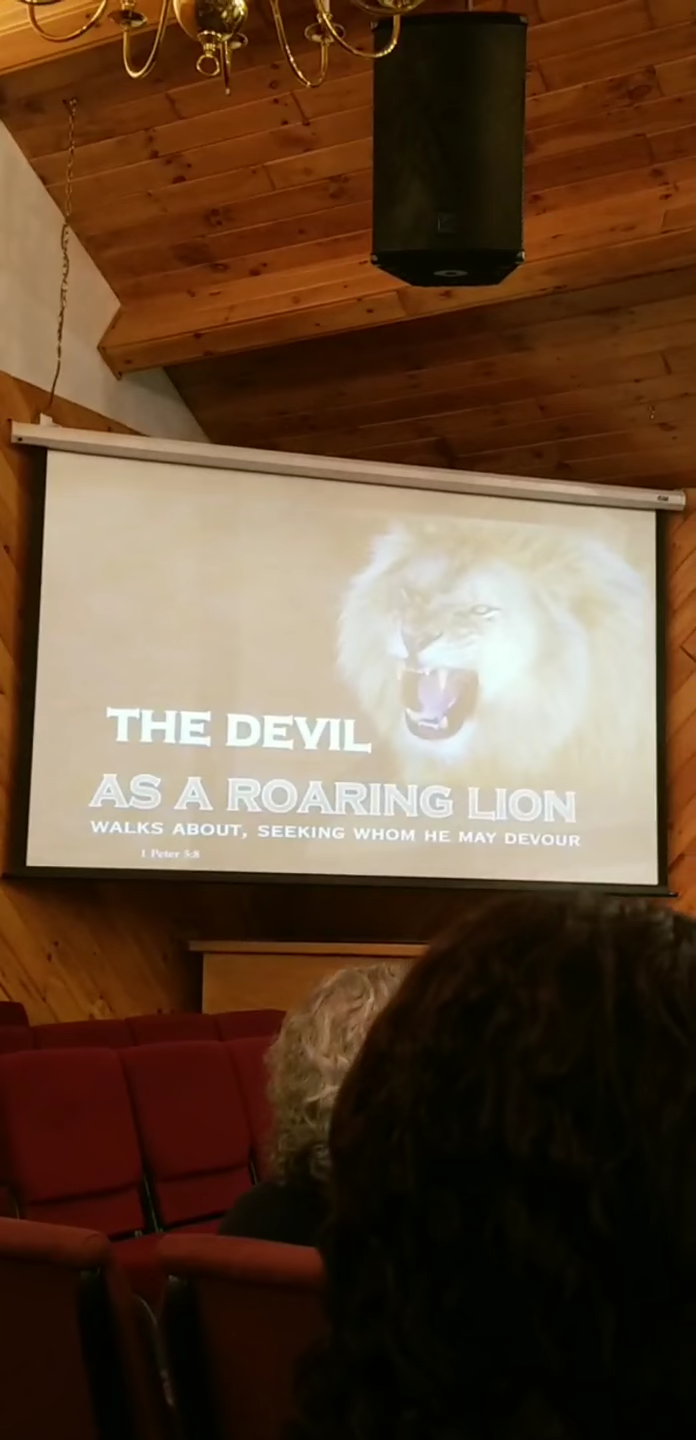 THE DEVIL
AS A ROARING LION
WALKS ABOUT, SEEKING WHOM HE MAY DEVOUR
1 Peter 5:8